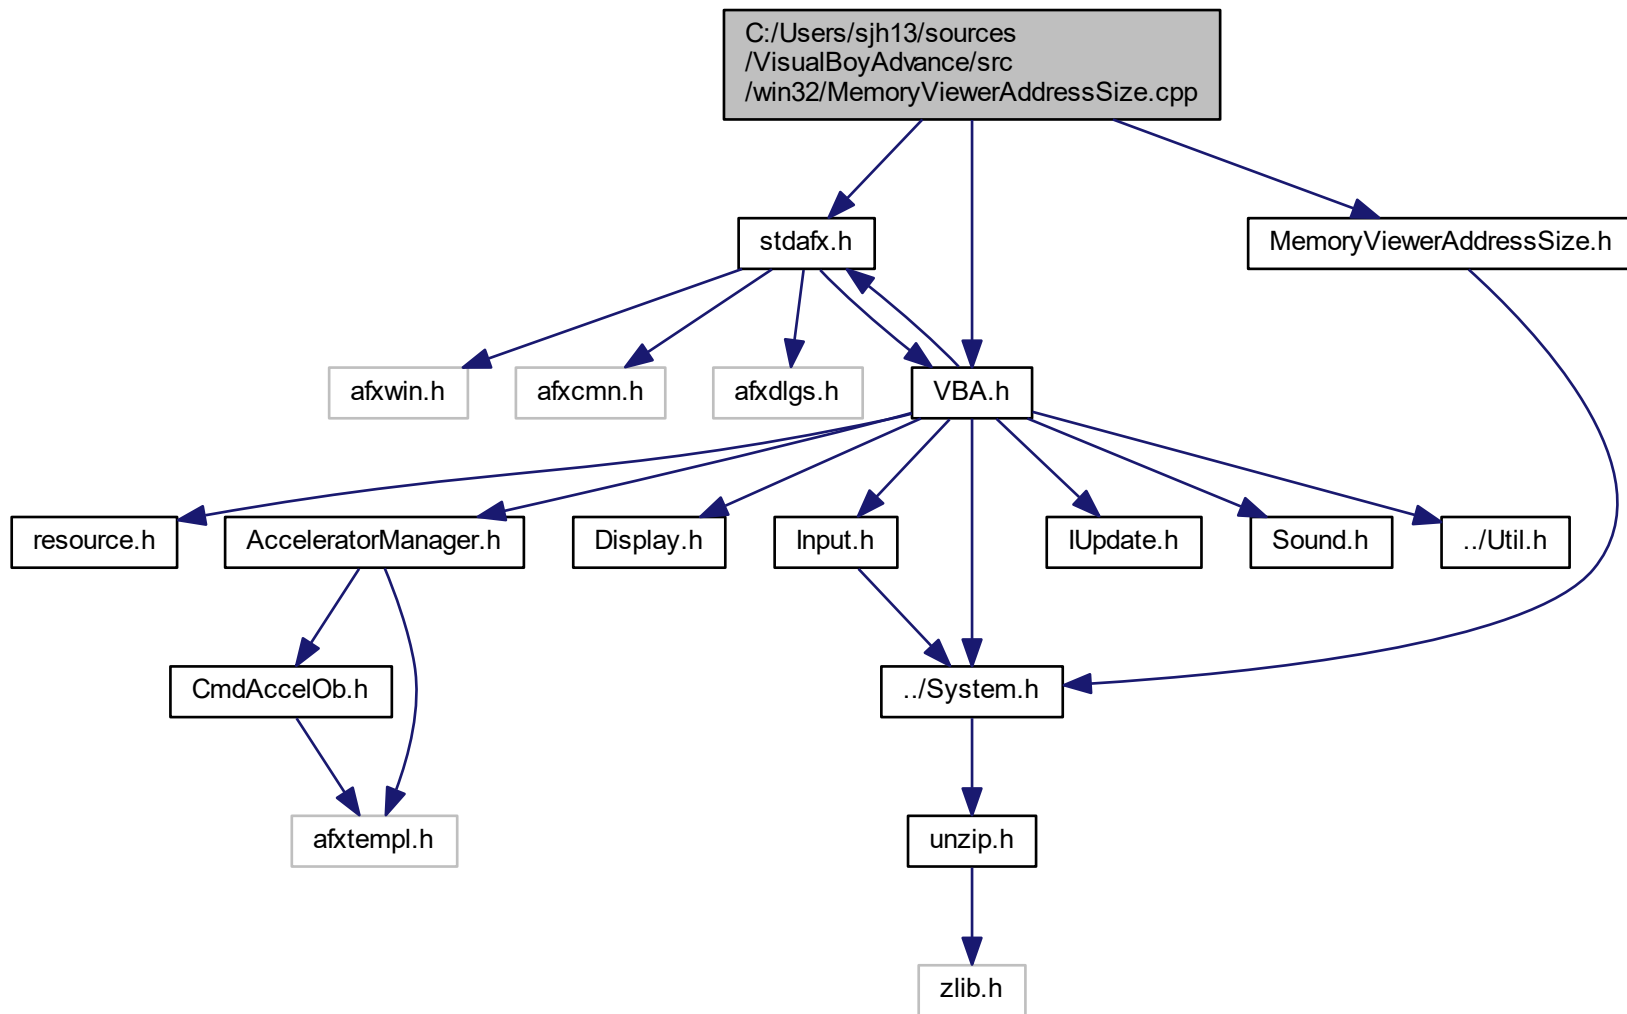 C:/Users/sjh13/sources
/VisualBoyAdvance/src
/win32/MemoryViewerAddressSize.cpp
stdafx.h
MemoryViewerAddressSize.h
afxwin.h
afxcmn.h
afxdlgs.h
VBA.h
resource.h
AcceleratorManager.h
Display.h
Input.h
IUpdate.h
Sound.h
../Util.h
CmdAccelOb.h
../System.h
afxtempl.h
unzip.h
zlib.h